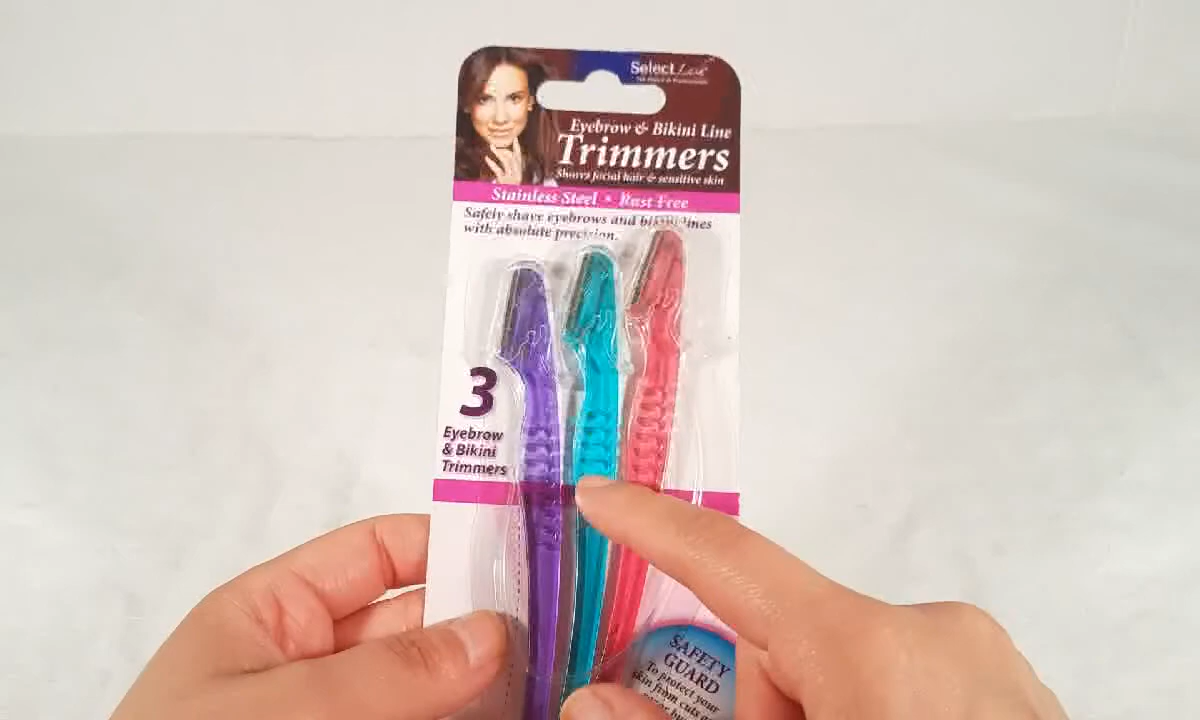 Select
Eyebrow & Bikini Line
Trimmers
Shaves facial hair & sensitive skin
Stainless Steel • Rust Free
Safely shave eyebrows and bikini lines
with absolute precision.
3
Eyebrow
& Bikini
Trimmers
SAFETY
GUARD
To protect your
skin from cuts